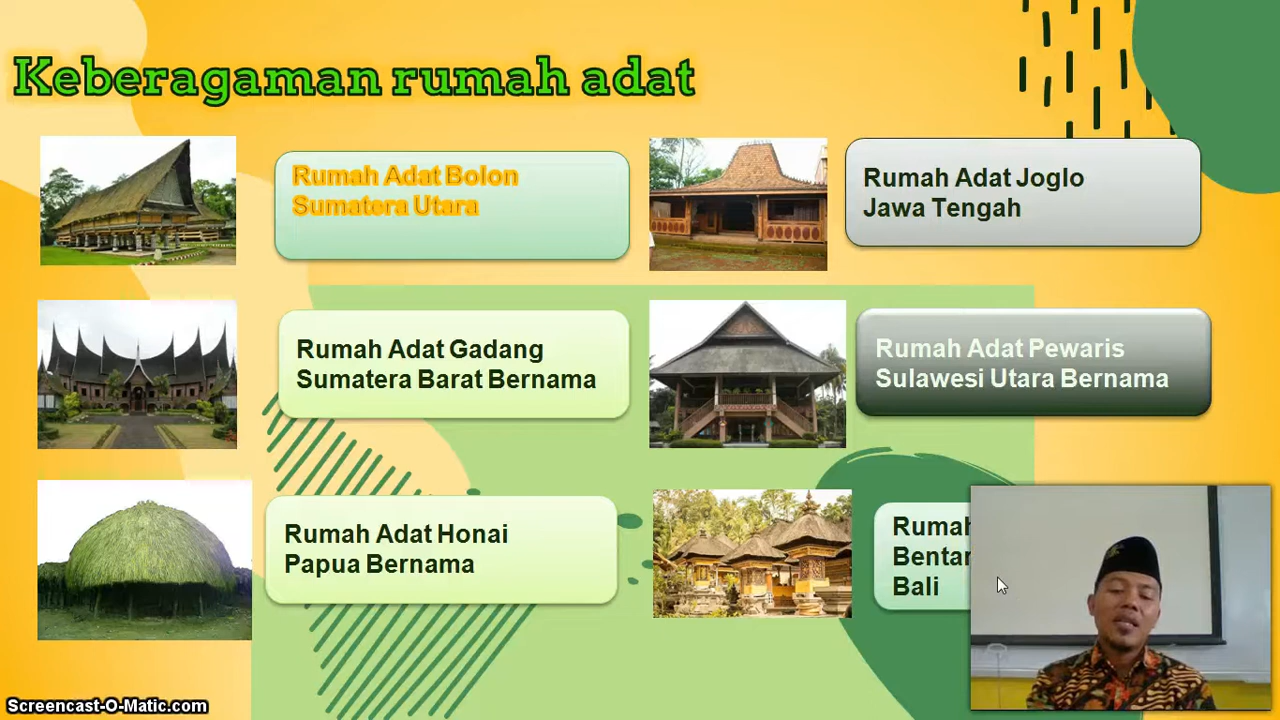 Keberagaman rumah adat
Rumah Adat Bolon
Sumatera Utara
Rumah Adat Joglo
Jawa Tengah
Rumah Adat Gadang
Sumatera Barat Bernama
Rumah Adat Pewaris
Sulawesi Utara Bernama
Rumah Adat Honai
Papua Bernama
Bali
Screencast-O-Matic.com